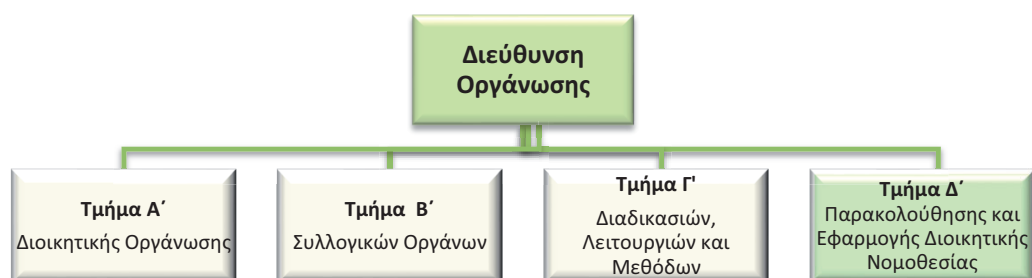 Διεύθυνση
Οργάνωσης
Τμήμα Α΄
Διοικητικής Οργάνωσης
Τμήμα Β΄
Συλλογικών Οργάνων
Τμήμα Γ'
Διαδικασιών,
Λειτουργιών και
Μεθόδων
Τμήμα Δ΄
Παρακολούθησης και
Εφαρμογής Διοικητικής
Νομοθεσίας